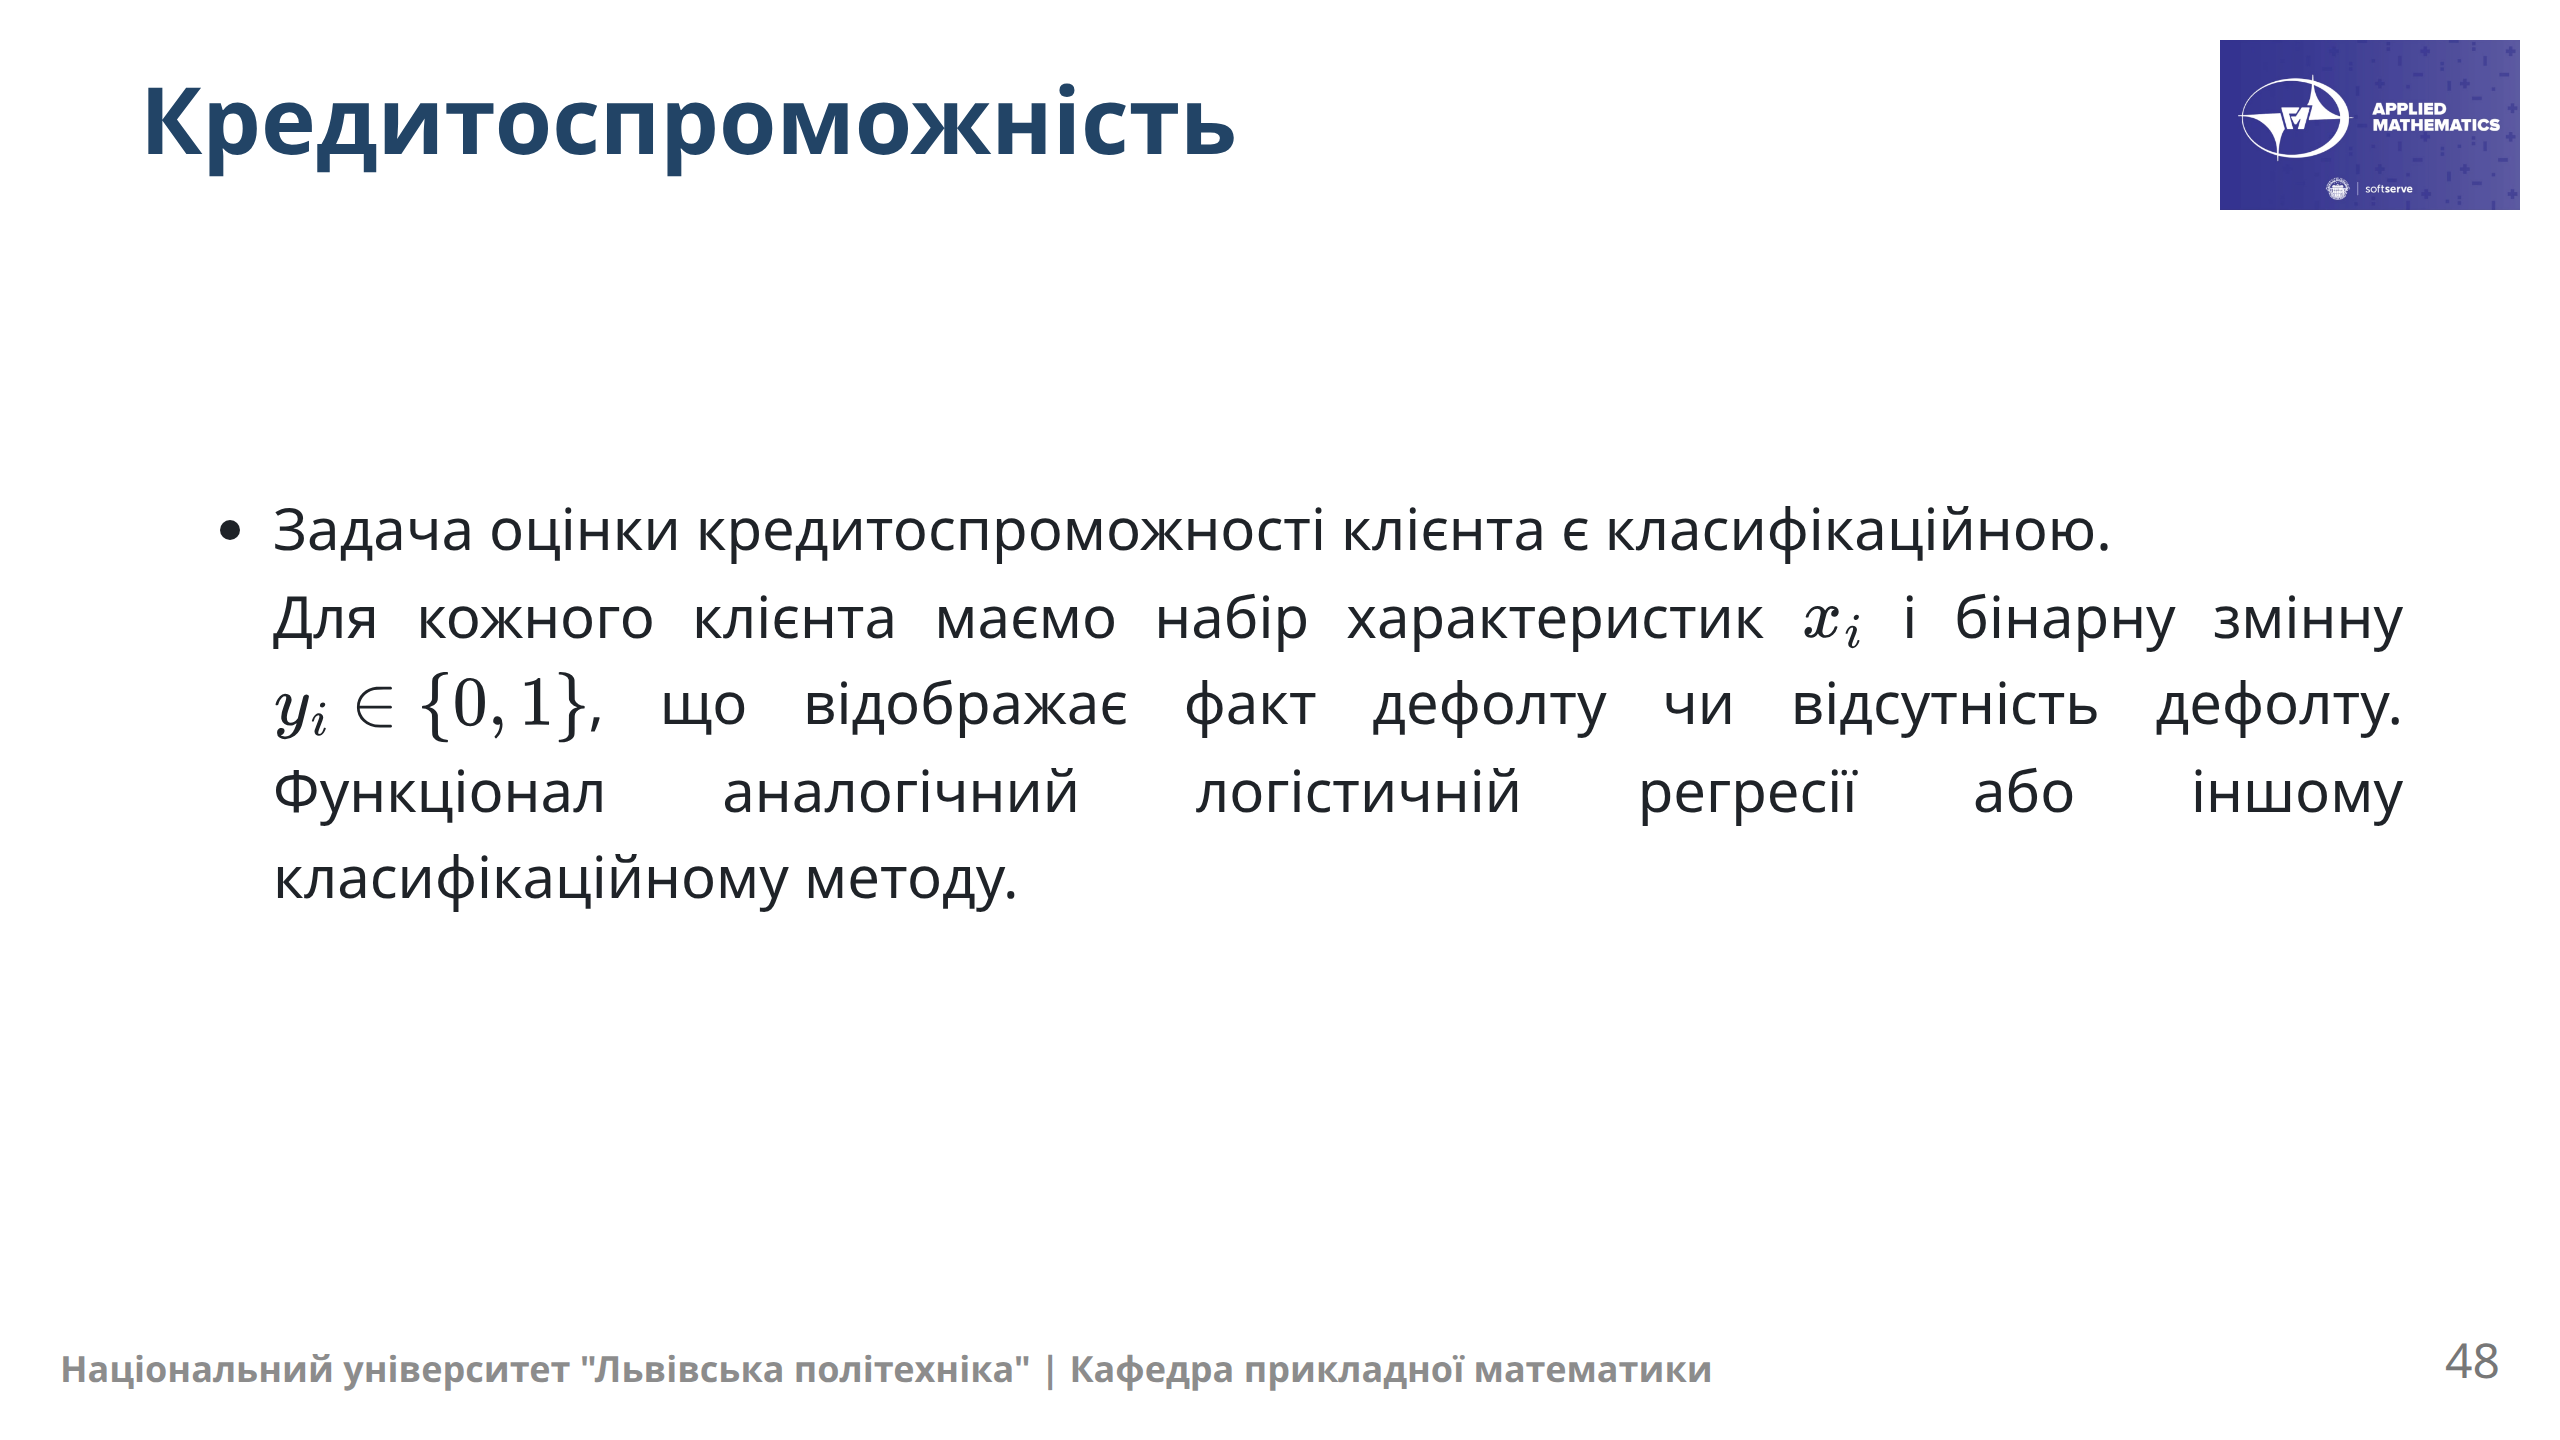 Кредитоспроможність
APPLIED
MATHEMATICS
softserve
• Задача оцінки кредитоспроможності клієнта є класифікаційною.
Для кожного клієнта маємо набір характеристик x_i і бінарну змінну
y_i ∈ {0, 1}, що відображає факт дефолту чи відсутність дефолту.
Функціонал аналогічний логістичній регресії або іншому
класифікаційному методу.
Національний університет "Львівська політехніка" | Кафедра прикладної математики
48